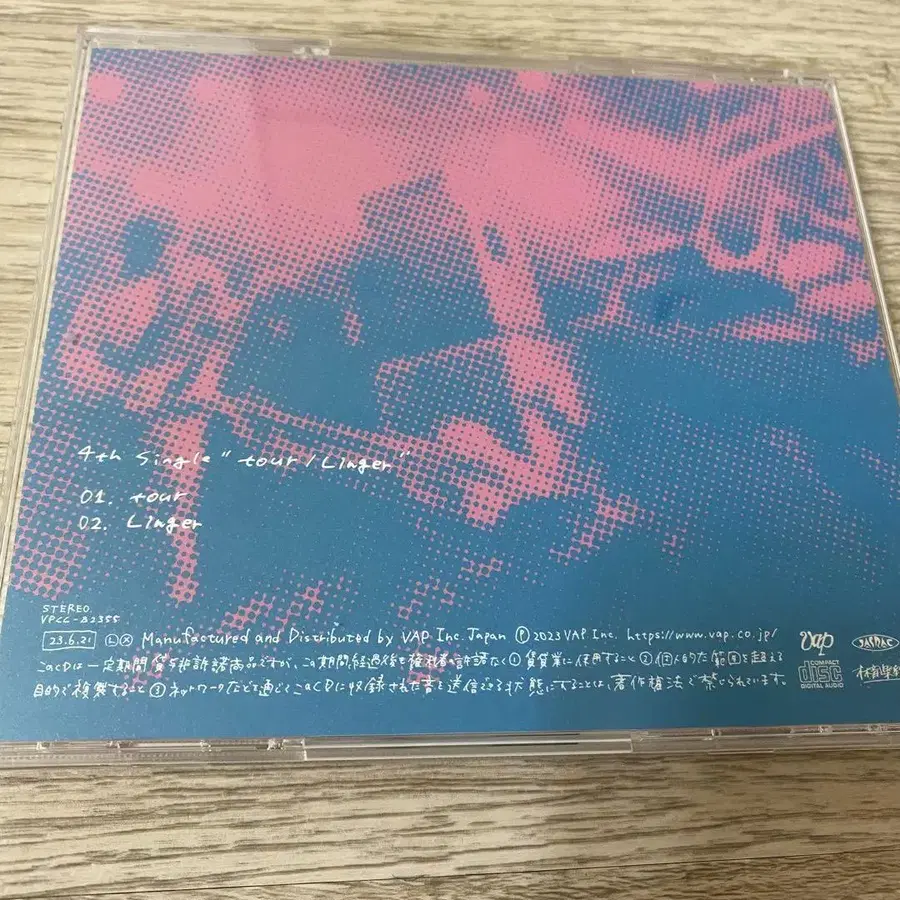 4th Single "tour / Linger"
01. tour
02. Linger
STEREO
VPCC-82355
23.6.21 L X Manufactured and Distributed by VAP Inc. Japan Ⓟ2023 VAP Inc. https://www.vap.co.jp/
このCDは一定期間貸与非許諾商品ですが、この期間経過後も権利者の許諾なく①賃貸業に使用すること②個人的な範囲を超える
目的で複製すること③ネットワークなどを通じてこのCDに収録された音を送信できる状態にすることは、著作権法で禁じられています。
vap
JASRAC
COMPACT
disc
DIGITAL AUDIO